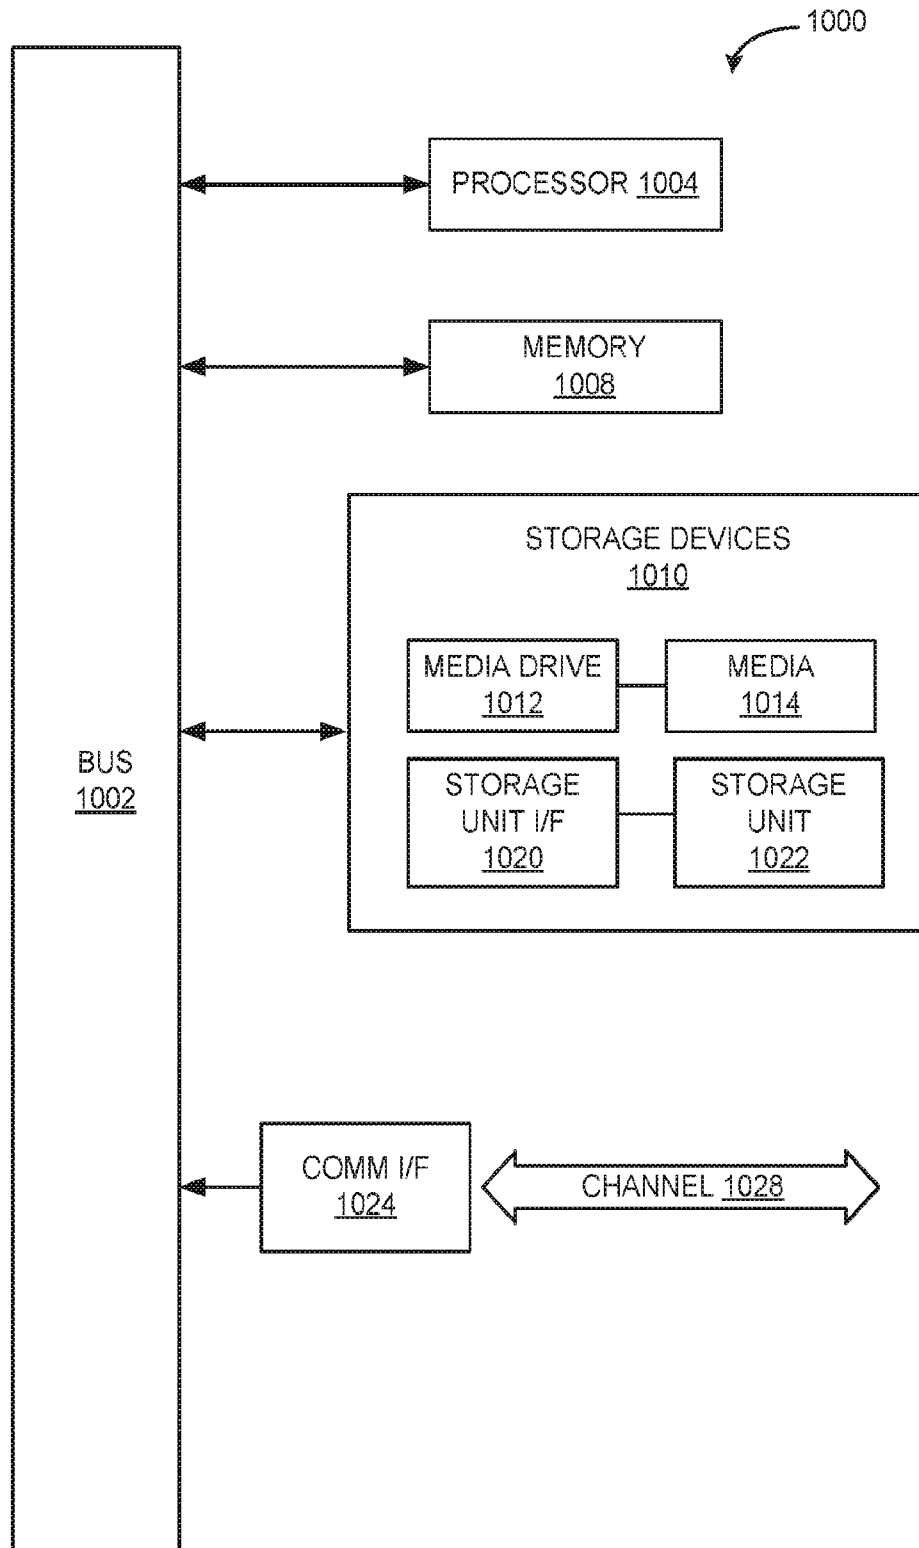 1000
PROCESSOR 1004
MEMORY
1008
STORAGE DEVICES
1010
MEDIA DRIVE
1012
MEDIA
1014
BUS
1002
STORAGE
UNIT I/F
1020
STORAGE
UNIT
1022
COMM I/F
1024
CHANNEL 1028